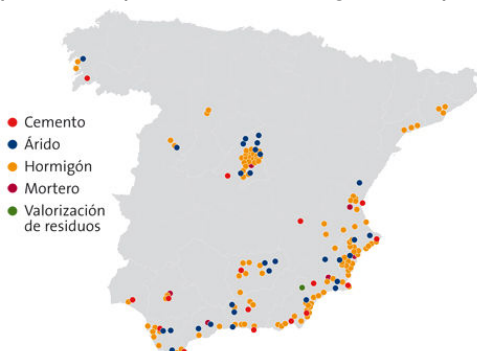 Cemento
Árido
Hormigón
Mortero
Valorización
de residuos